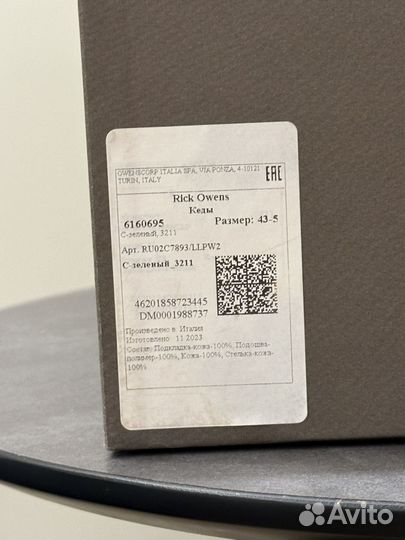 OWENSCORP ITALIA SPA, VIA PONZA, 4-10121
TURIN, ITALY
EAC
Rick Owens
Кеды
6160695 Размер: 43-5
С-зеленый, 3211
Арт. RU02C7893/LLPW2
С-зеленый_3211
46201858723445
DM0001988737
Произведено в: Италия
Изготовлено 11 2023
Состав: Подкладка-кожа-100%, Подошва-
полимер-100%, Кожа-100%, Стелька-кожа-
100%
Avito